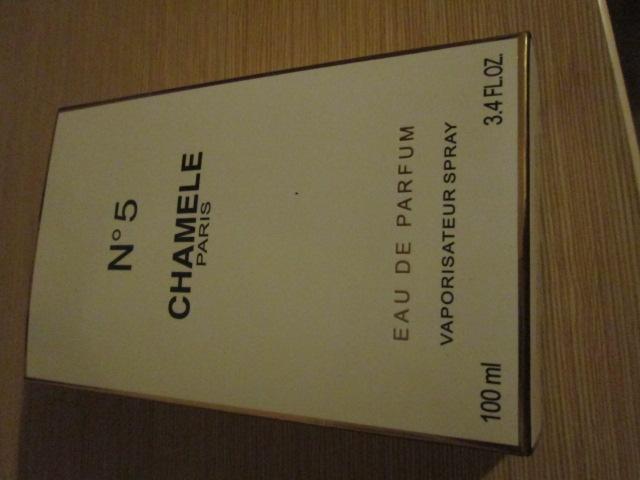 N° 5
CHAMELE
PARIS
EAU DE PARFUM
VAPORISATEUR SPRAY
100 ml 3.4 FL.OZ.